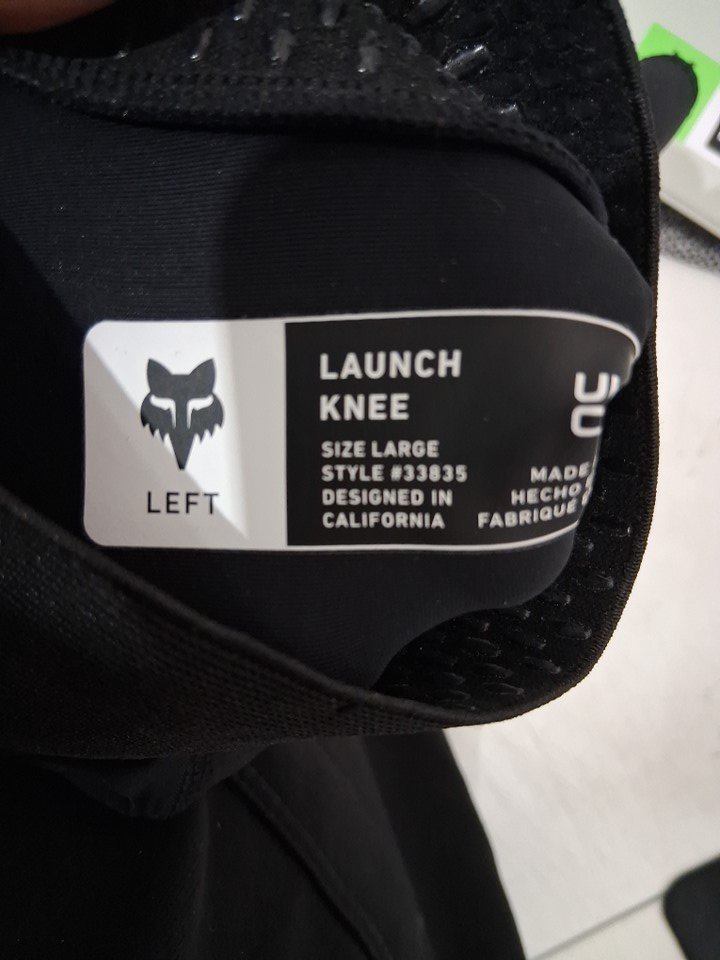 LEFT
LAUNCH
KNEE
SIZE LARGE
STYLE #33835
DESIGNED IN
CALIFORNIA
MADE
HECHO
FABRIQUÉ